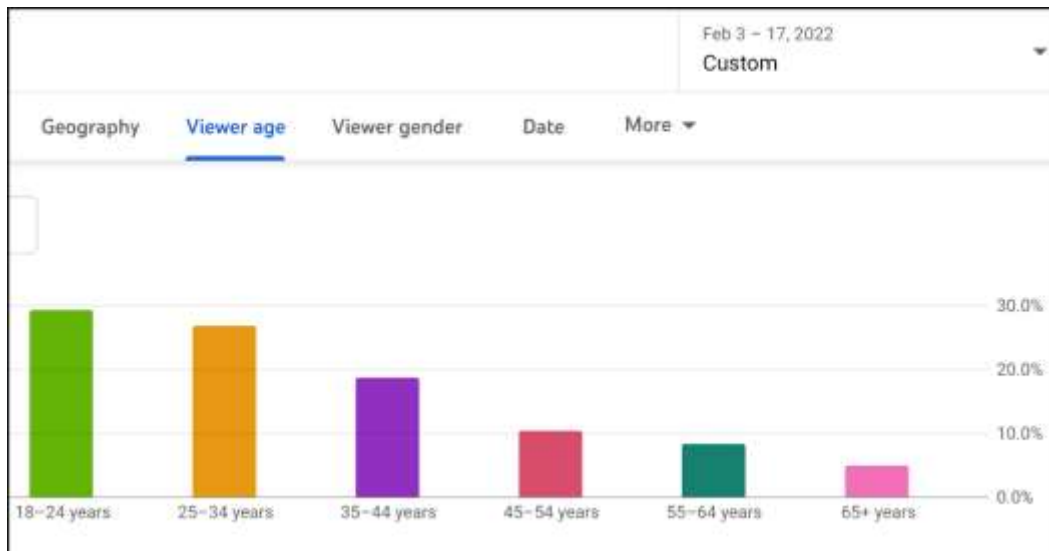 Feb 3 – 17, 2022
Custom
Geography Viewer age Viewer gender Date More
30.0%
20.0%
10.0%
0.0%
18–24 years 25–34 years 35–44 years 45–54 years 55–64 years 65+ years